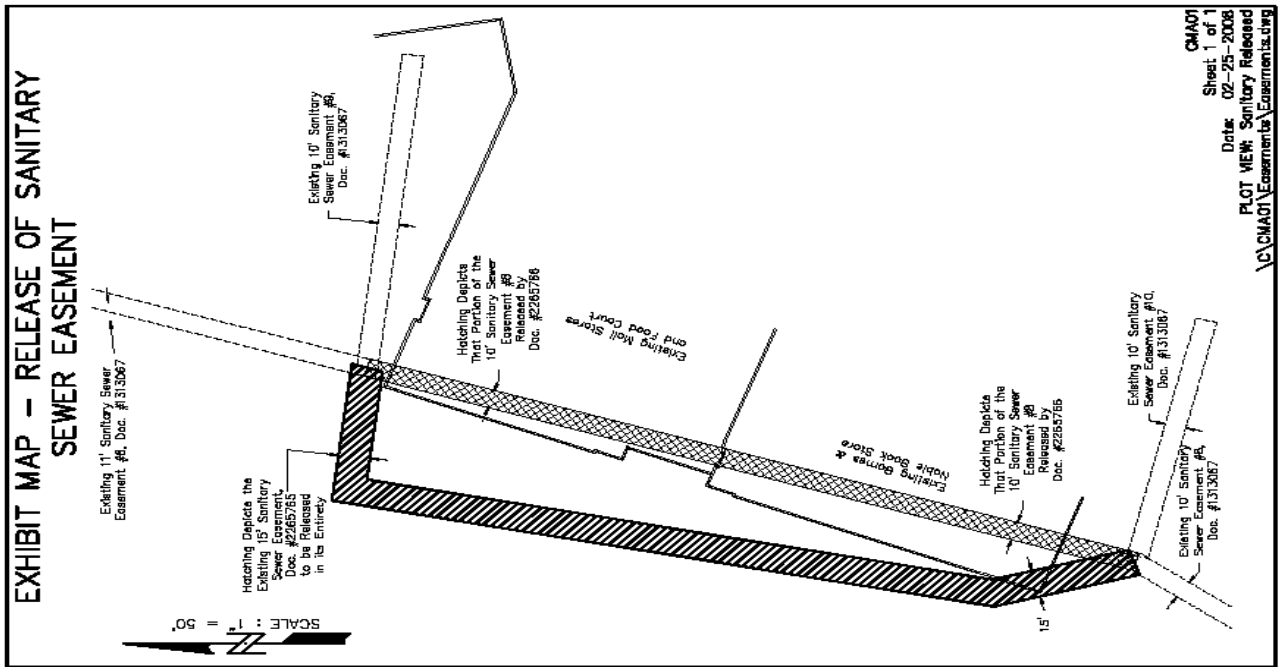 EXHIBIT MAP – RELEASE OF SANITARY
SEWER EASEMENT
Existing 11' Sanitary Sewer
Easement #8, Doc. #1313067
Existing 10' Sanitary
Sewer Easement #9,
Doc. #1313067
Hatching Depicts the
Existing 15' Sanitary
Sewer Easement,
Doc. #2265765
to be Released
in its Entirety
Hatching Depicts
That Portion of the
10' Sanitary Sewer
Easement #8
Released by
Doc. #2265766
Existing Mall Stores
and Food Court
Existing Barnes &
Noble Book Store
Hatching Depicts
That Portion of the
10' Sanitary Sewer
Easement #8
Released by
Doc. #2265766
Existing 10' Sanitary
Sewer Easement #10,
Doc. #1313067
Existing 10' Sanitary
Sewer Easement #8,
Doc. #1313067
15'
SCALE : 1" = 50'
CMA01
Sheet 1 of 1
Date: 02-25-2008
PLOT VIEW: Sanitary Released
\C\CMA01\Easements\Easements.dwg